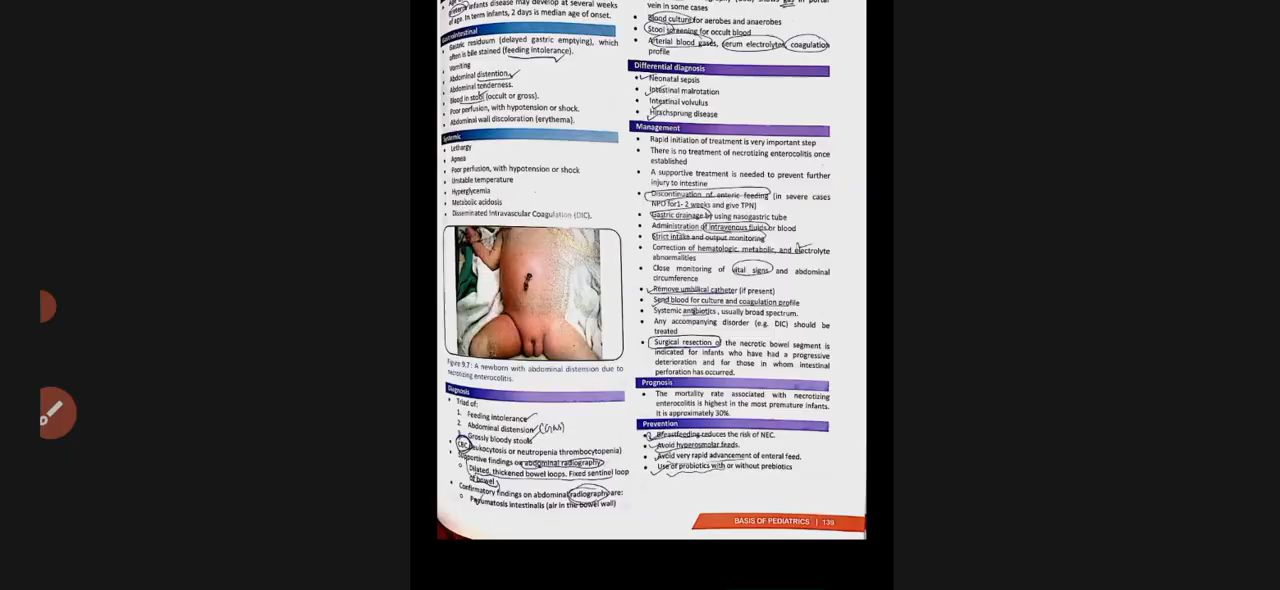 infants disease may develop at several weeks
of age. In term infants, 2 days is median age of onset.
Gastrointestinal
Gastric residuum (delayed gastric emptying), which
often is bile stained (feeding intolerance).
Vomiting
Abdominal distention.
Abdominal tenderness.
Blood in stool (occult or gross).
Poor perfusion, with hypotension or shock.
Abdominal wall discoloration (erythema).
Systemic
Lethargy
Apnea
Poor perfusion, with hypotension or shock
Unstable temperature
Hyperglycemia
Metabolic acidosis
Disseminated Intravascular Coagulation (DIC).
Figure 9.7: A newborn with abdominal distension due to
necrotizing enterocolitis.
Diagnosis
Triad of:
1. Feeding intolerance
2. Abdominal distension
3. Grossly bloody stools
CBC (leukocytosis or neutropenia thrombocytopenia)
Supportive findings on abdominal radiography
Dilated, thickened bowel loops. Fixed sentinel loop
of bowel
Confirmatory findings on abdominal radiography are:
Pneumatosis intestinalis (air in the bowel wall)
gas in portal
vein in some cases
Blood culture for aerobes and anaerobes
Stool screening for occult blood
Arterial blood gases, serum electrolytes, coagulation
profile
Differential diagnosis
Neonatal sepsis
Intestinal malrotation
Intestinal volvulus
Hirschsprung disease
Management
Rapid initiation of treatment is very important step
There is no treatment of necrotizing enterocolitis once
established
A supportive treatment is needed to prevent further
injury to intestine
Discontinuation of enteric feeding (in severe cases
NPO for 1- 2 weeks and give TPN)
Gastric drainage by using nasogastric tube
Administration of intravenous fluids or blood
Strict intake and output monitoring
Correction of hematologic, metabolic, and electrolyte
abnormalities
Close monitoring of vital signs and abdominal
circumference
Remove umbilical catheter (if present)
Send blood for culture and coagulation profile
Systemic antibiotics, usually broad spectrum.
Any accompanying disorder (e.g. DIC) should be
treated
Surgical resection of the necrotic bowel segment is
indicated for infants who have had a progressive
deterioration and for those in whom intestinal
perforation has occurred.
Prognosis
The mortality rate associated with necrotizing
enterocolitis is highest in the most premature infants.
It is approximately 30%.
Prevention
Breastfeeding reduces the risk of NEC.
Avoid hyperosmolar feeds.
Avoid very rapid advancement of enteral feed.
Use of probiotics with or without prebiotics
BASIS OF PEDIATRICS | 139